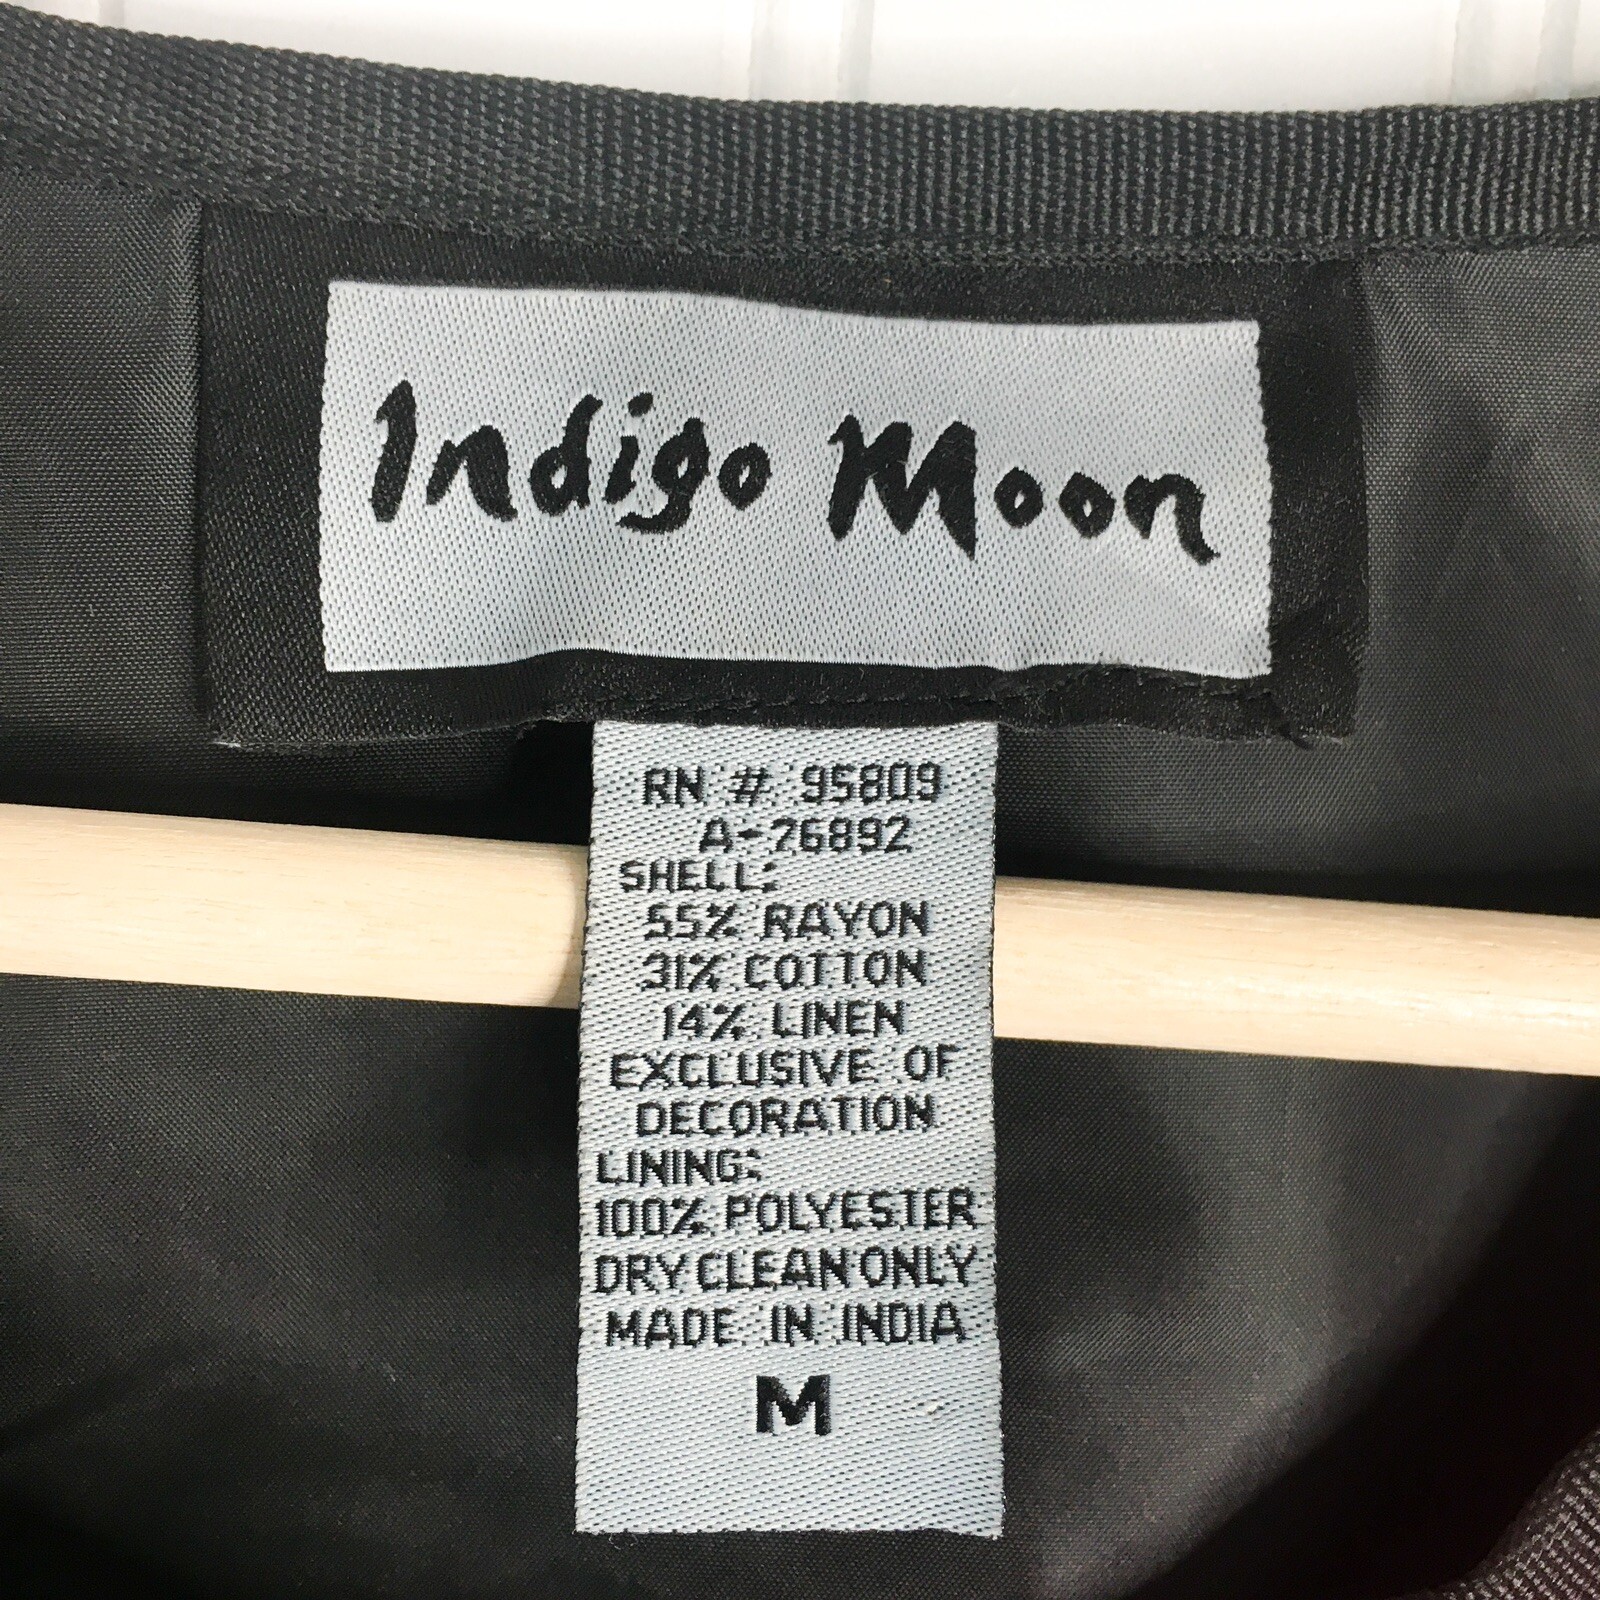 Indigo Moon
RN # 95809
A-26892
SHELL:
55% RAYON
31% COTTON
14% LINEN
EXCLUSIVE OF
DECORATION
LINING:
100% POLYESTER
DRY CLEAN ONLY
MADE IN INDIA
M